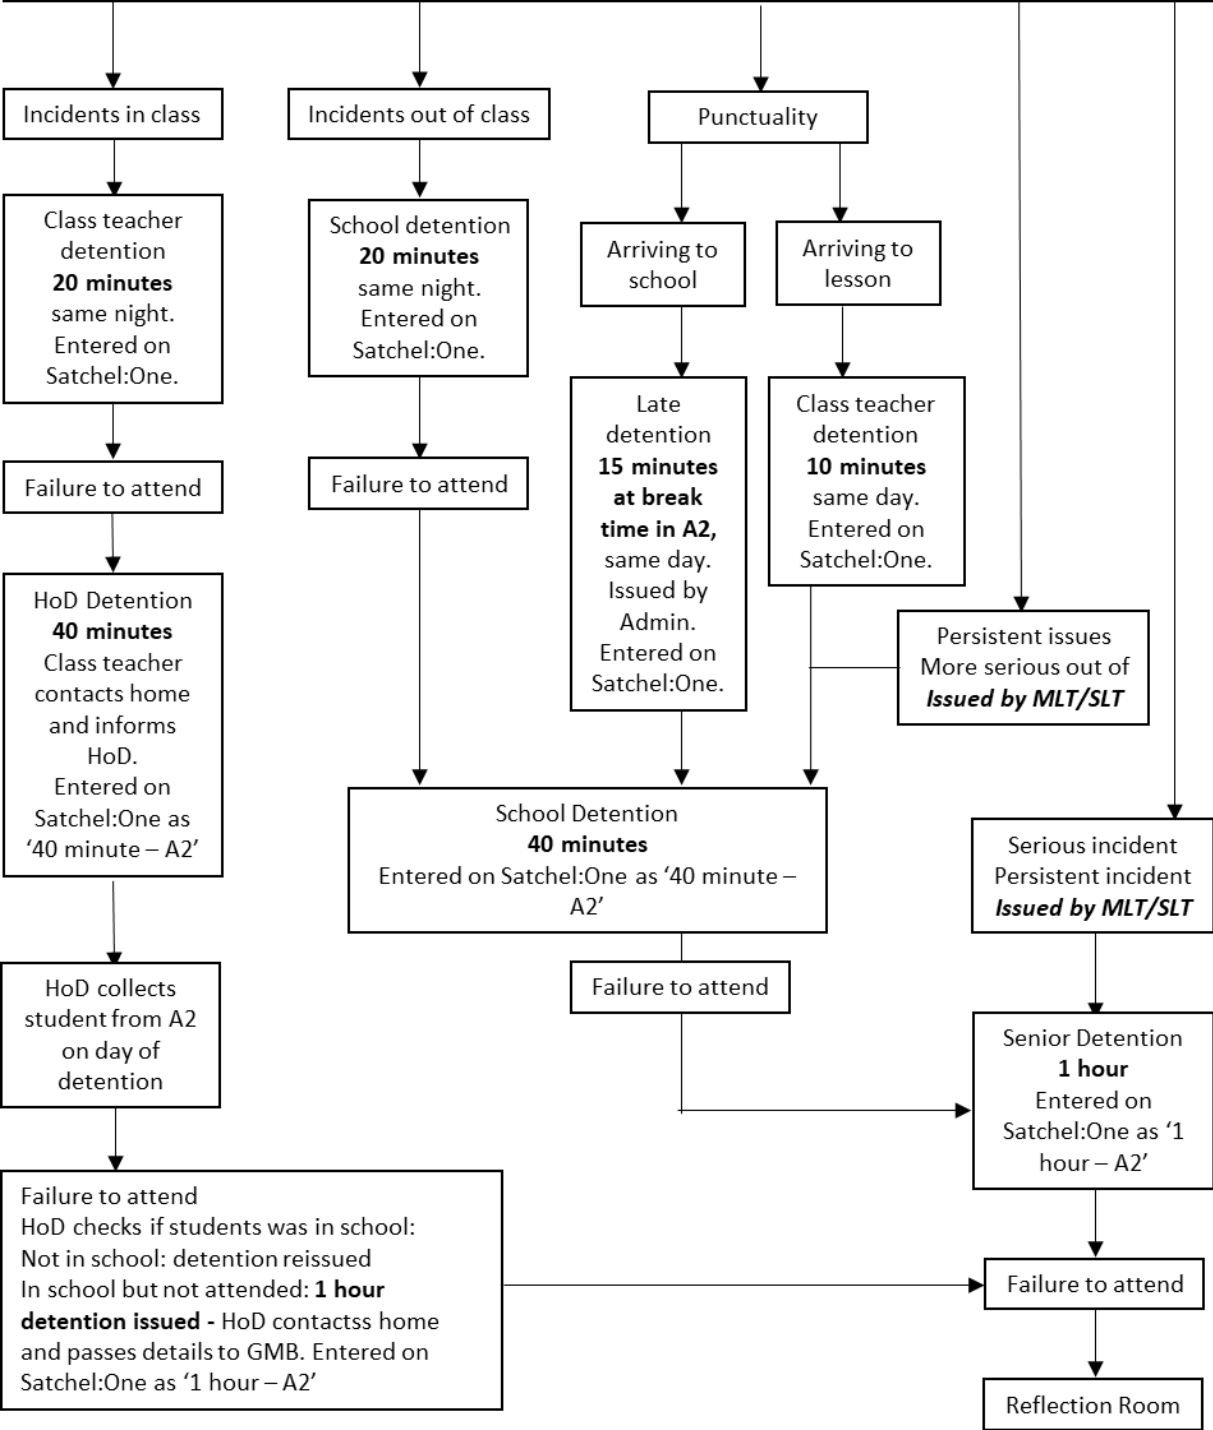 Incidents in class
Incidents out of class
Punctuality
Class teacher
detention
20 minutes
same night.
Entered on
Satchel:One.
School detention
20 minutes
same night.
Entered on
Satchel:One.
Arriving to
school
Arriving to
lesson
Late
detention
15 minutes
at break
time in A2,
same day.
Issued by
Admin.
Entered on
Satchel:One.
Class teacher
detention
10 minutes
same day.
Entered on
Satchel:One.
Failure to attend
Failure to attend
HoD Detention
40 minutes
Class teacher
contacts home
and informs
HoD.
Entered on
Satchel:One as
‘40 minute – A2’
Persistent issues
More serious out of
Issued by MLT/SLT
School Detention
40 minutes
Entered on Satchel:One as ‘40 minute –
A2’
Serious incident
Persistent incident
Issued by MLT/SLT
HoD collects
student from A2
on day of
detention
Failure to attend
Senior Detention
1 hour
Entered on
Satchel:One as ‘1
hour – A2’
Failure to attend
HoD checks if students was in school:
Not in school: detention reissued
In school but not attended: 1 hour
detention issued - HoD contactss home
and passes details to GMB. Entered on
Satchel:One as ‘1 hour – A2’
Failure to attend
Reflection Room